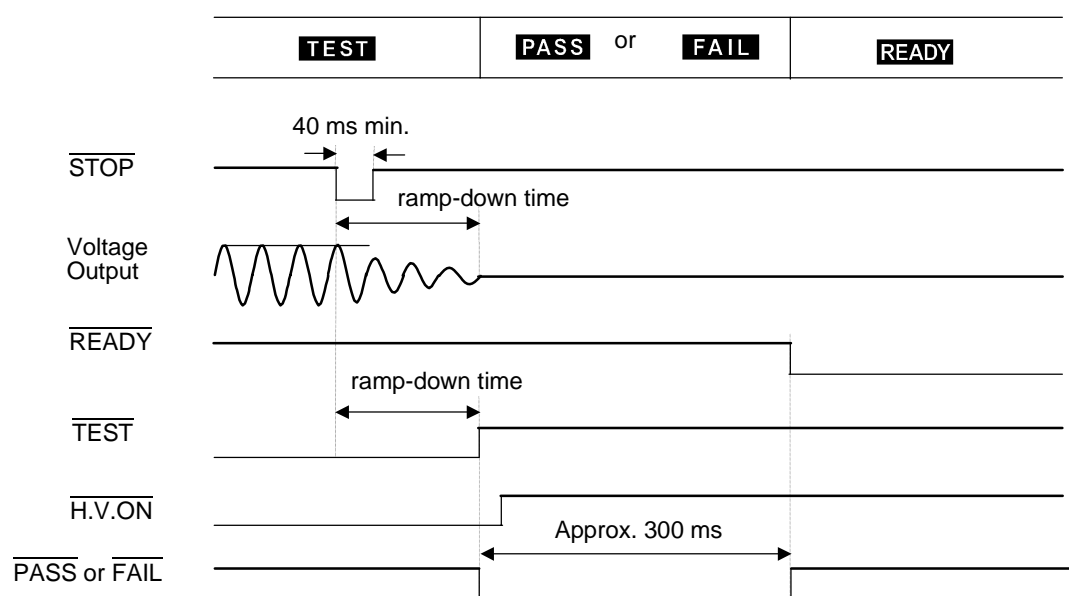 TEST PASS or FAIL READY
40 ms min.
STOP
ramp-down time
Voltage
Output
READY
ramp-down time
TEST
H.V.ON
Approx. 300 ms
PASS or FAIL